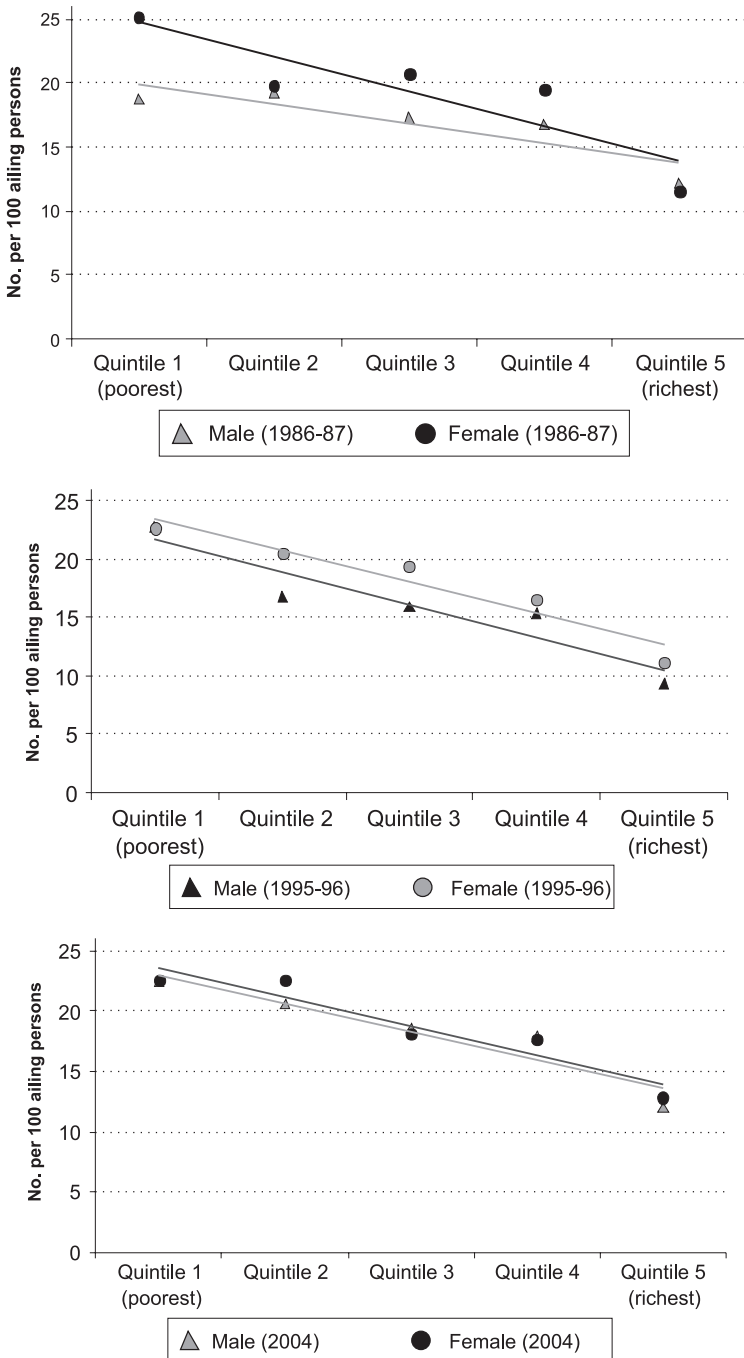 No. per 100 ailing persons
25
20
15
10
5
0
Quintile 1 Quintile 2 Quintile 3 Quintile 4 Quintile 5
(poorest) (richest)
Male (1986-87) Female (1986-87)
No. per 100 ailing persons
25
20
15
10
5
0
Quintile 1 Quintile 2 Quintile 3 Quintile 4 Quintile 5
(poorest) (richest)
Male (1995-96) Female (1995-96)
No. per 100 ailing persons
25
20
15
10
5
0
Quintile 1 Quintile 2 Quintile 3 Quintile 4 Quintile 5
(poorest) (richest)
Male (2004) Female (2004)